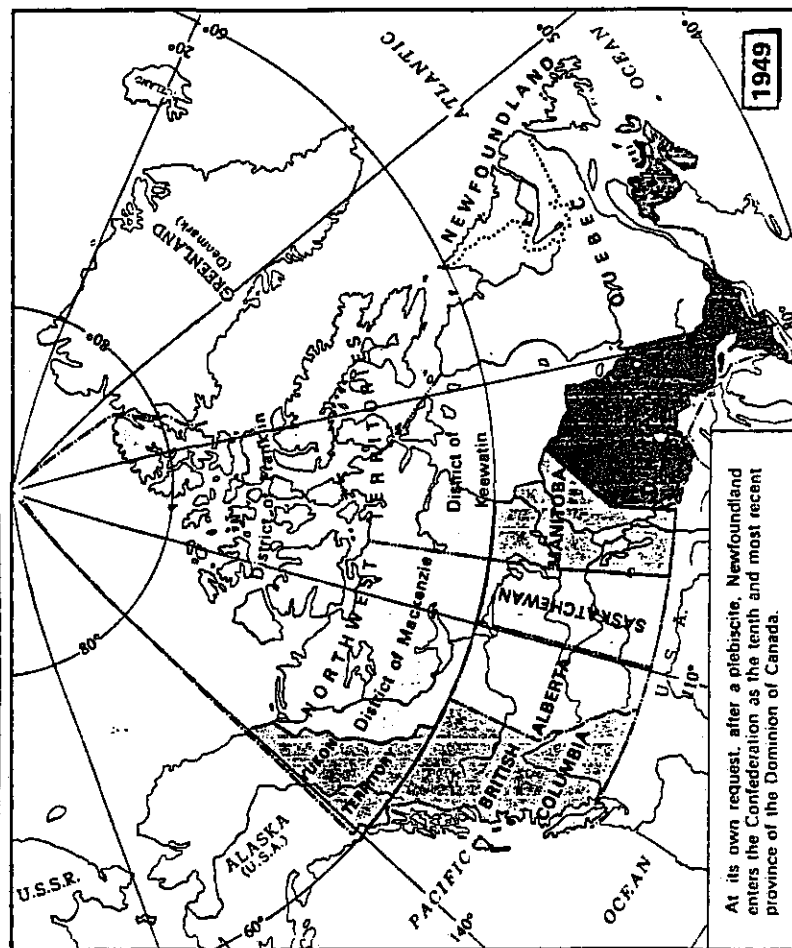 U.S.S.R.
ALASKA
(U.S.A.)
60°
140°
PACIFIC
OCEAN
YUKON
TERRITORY
BRITISH
COLUMBIA
ALBERTA
SASKATCHEWAN
MANITOBA
NORTHWEST TERRITORIES
District of Mackenzie
District of Franklin
District of
Keewatin
80°
80°
GREENLAND
(Denmark)
20°
60°
ATLANTIC
OCEAN
50°
40°
NEWFOUNDLAND
QUEBEC
80°
U.S.A.
110°
1949
At its own request, after a plebiscite, Newfoundland
enters the Confederation as the tenth and most recent
province of the Dominion of Canada.